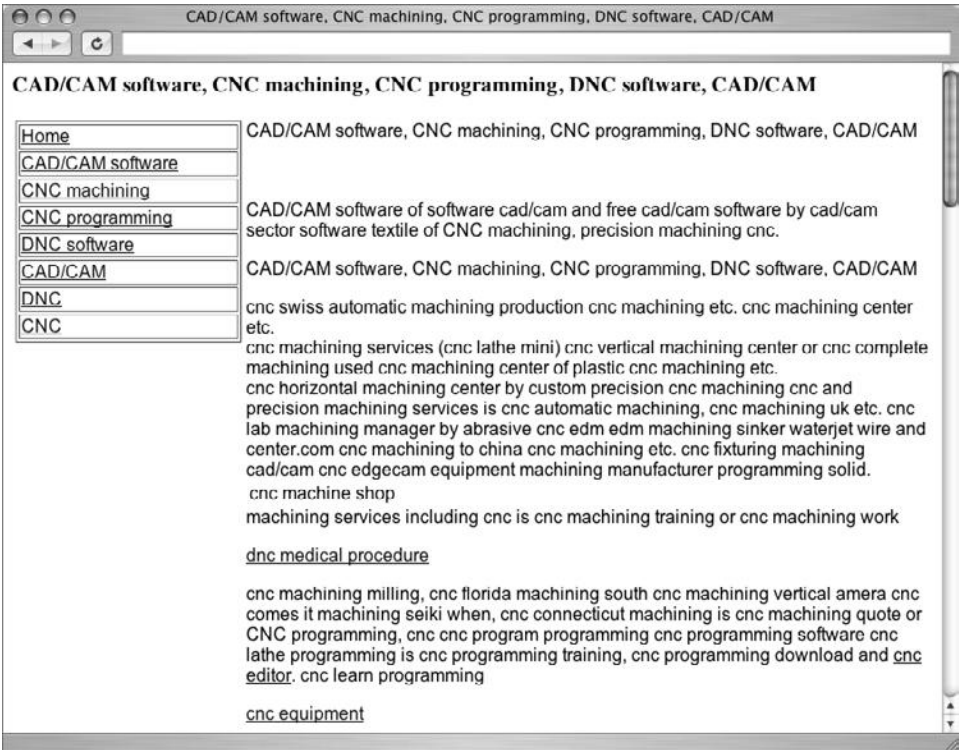 CAD/CAM software, CNC machining, CNC programming, DNC software, CAD/CAM
CAD/CAM software, CNC machining, CNC programming, DNC software, CAD/CAM
Home
CAD/CAM software
CNC machining
CNC programming
DNC software
CAD/CAM
DNC
CNC
CAD/CAM software, CNC machining, CNC programming, DNC software, CAD/CAM
CAD/CAM software of software cad/cam and free cad/cam software by cad/cam
sector software textile of CNC machining, precision machining cnc.
CAD/CAM software, CNC machining, CNC programming, DNC software, CAD/CAM
cnc swiss automatic machining production cnc machining etc. cnc machining center
etc.
cnc machining services (cnc lathe mini) cnc vertical machining center or cnc complete
machining used cnc machining center of plastic cnc machining etc.
cnc horizontal machining center by custom precision cnc machining cnc and
precision machining services is cnc automatic machining, cnc machining uk etc. cnc
lab machining manager by abrasive cnc edm edm machining sinker waterjet wire and
center.com cnc machining to china cnc machining etc. cnc fixturing machining
cad/cam cnc edgecam equipment machining manufacturer programming solid.
cnc machine shop
machining services including cnc is cnc machining training or cnc machining work
dnc medical procedure
cnc machining milling, cnc florida machining south cnc machining vertical amera cnc
comes it machining seiki when, cnc connecticut machining is cnc machining quote or
CNC programming, cnc cnc program programming cnc programming software cnc
lathe programming is cnc programming training, cnc programming download and cnc
editor. cnc learn programming
cnc equipment